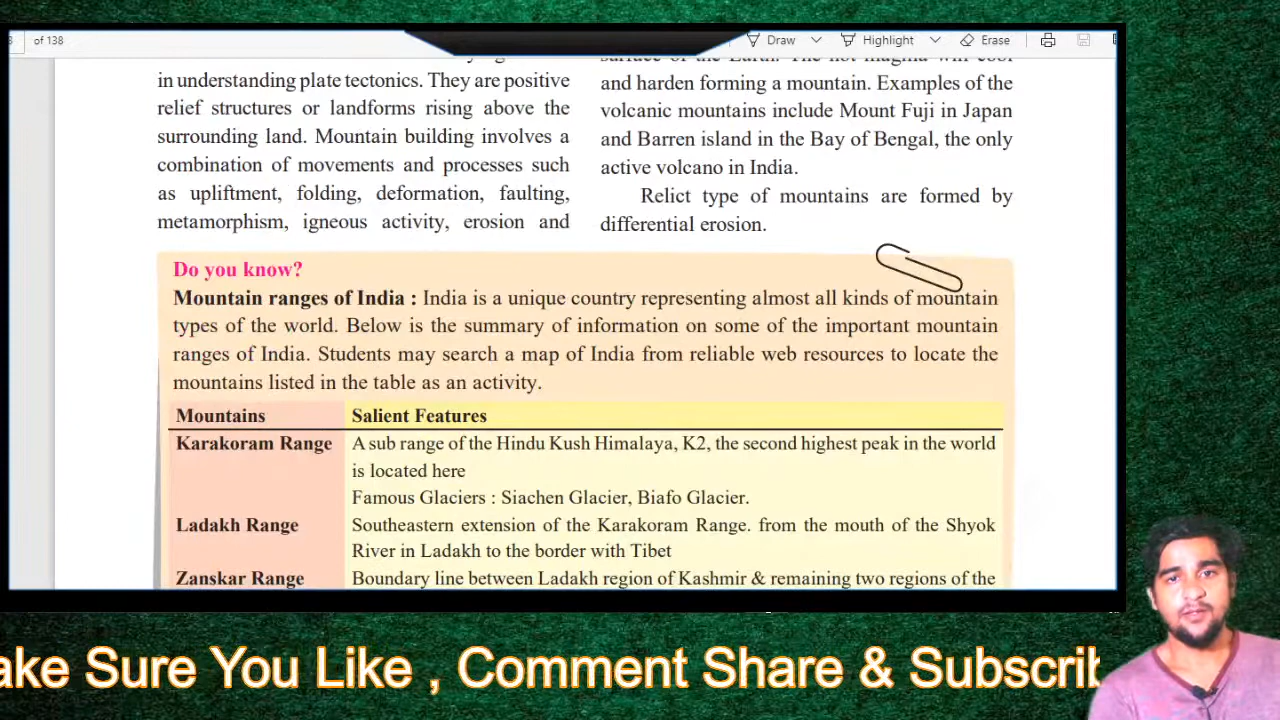 of 138
Draw
Highlight
Erase
in understanding plate tectonics. They are positive
relief structures or landforms rising above the
surrounding land. Mountain building involves a
combination of movements and processes such
as upliftment, folding, deformation, faulting,
metamorphism, igneous activity, erosion and
surface of the Earth. The hot magma will cool
and harden forming a mountain. Examples of the
volcanic mountains include Mount Fuji in Japan
and Barren island in the Bay of Bengal, the only
active volcano in India.
Relict type of mountains are formed by
differential erosion.
Do you know?
Mountain ranges of India : India is a unique country representing almost all kinds of mountain
types of the world. Below is the summary of information on some of the important mountain
ranges of India. Students may search a map of India from reliable web resources to locate the
mountains listed in the table as an activity.
Mountains Salient Features
Karakoram Range A sub range of the Hindu Kush Himalaya, K2, the second highest peak in the world
is located here
Famous Glaciers : Siachen Glacier, Biafo Glacier.
Ladakh Range Southeastern extension of the Karakoram Range. from the mouth of the Shyok
River in Ladakh to the border with Tibet
Zanskar Range Boundary line between Ladakh region of Kashmir & remaining two regions of the
ake Sure You Like , Comment Share & Subscrib